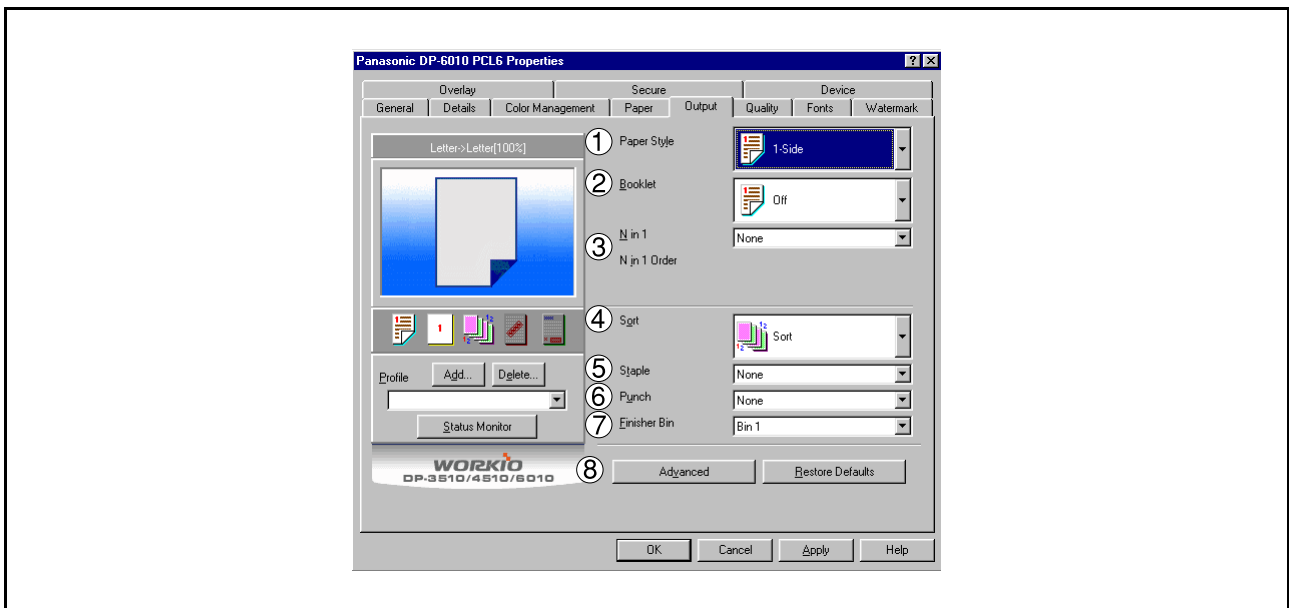 Panasonic DP-6010 PCL6 Properties
Overlay Secure Device
General Details Color Management Paper Output Quality Fonts Watermark
Letter->Letter[100%]
① Paper Style 1-Side
② Booklet Off
③ N in 1 None
N in 1 Order
④ Sort Sort
⑤ Staple None
⑥ Punch None
⑦ Finisher Bin Bin 1
Profile Add... Delete...
Status Monitor
WORKIO
DP-3510/4510/6010
⑧ Advanced Restore Defaults
OK Cancel Apply Help